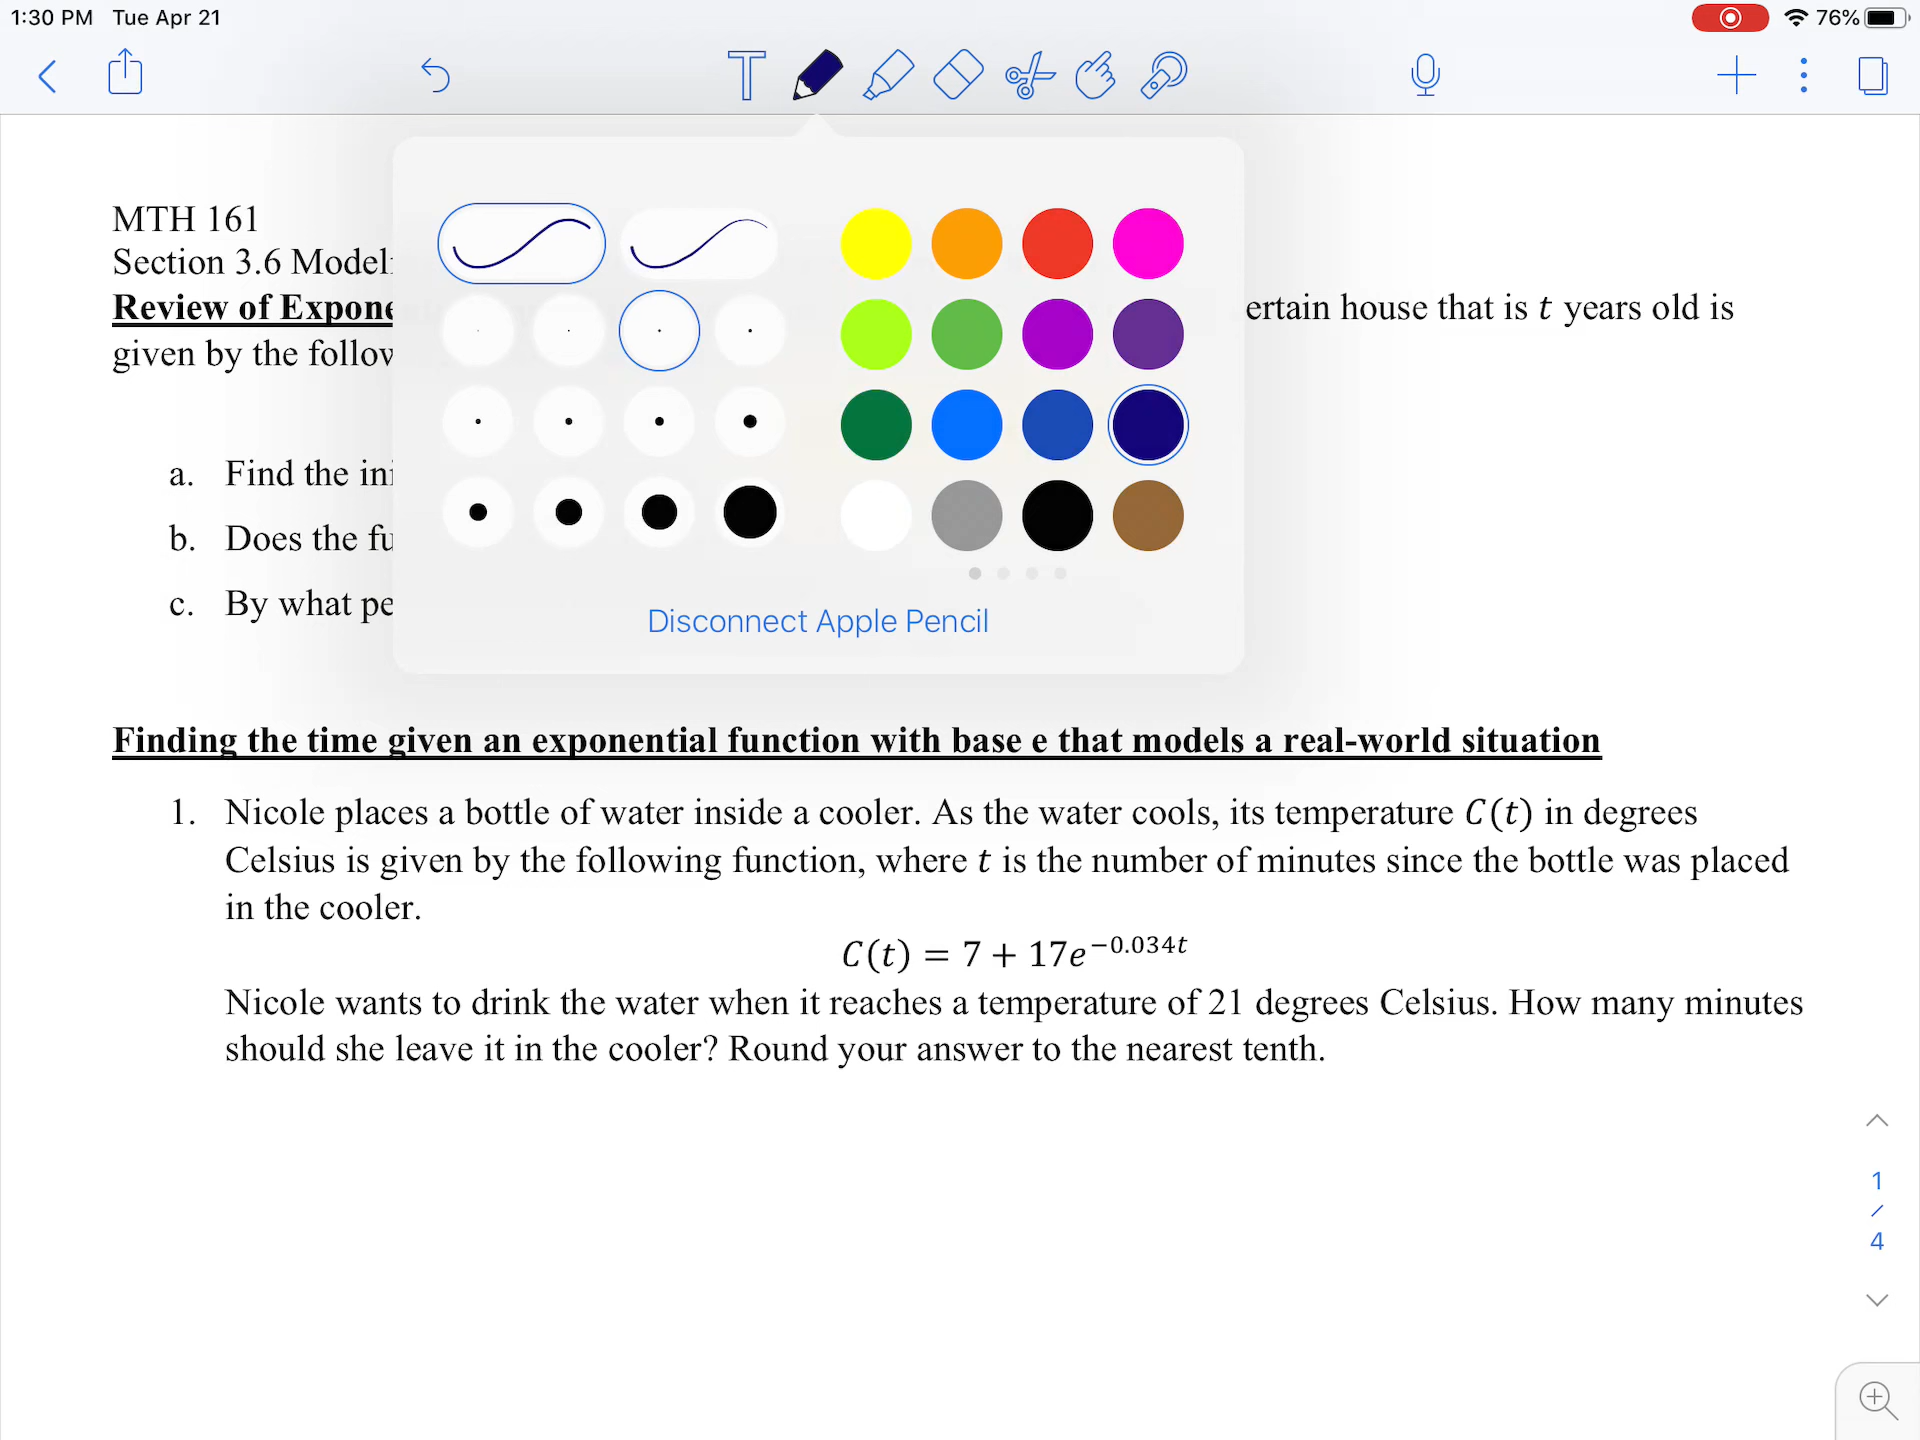 1:30 PM Tue Apr 21
76%
T
MTH 161
Section 3.6
Review of
ertain house that is t years old is
given by the
a. Find the
b. Does the
c. By what
Disconnect Apple Pencil
Finding the time given an exponential function with base e that models a real-world situation
1. Nicole places a bottle of water inside a cooler. As the water cools, its temperature C(t) in degrees
Celsius is given by the following function, where t is the number of minutes since the bottle was placed
in the cooler.
C(t) = 7 + 17e^{−0.034t}
Nicole wants to drink the water when it reaches a temperature of 21 degrees Celsius. How many minutes
should she leave it in the cooler? Round your answer to the nearest tenth.
1
/
4